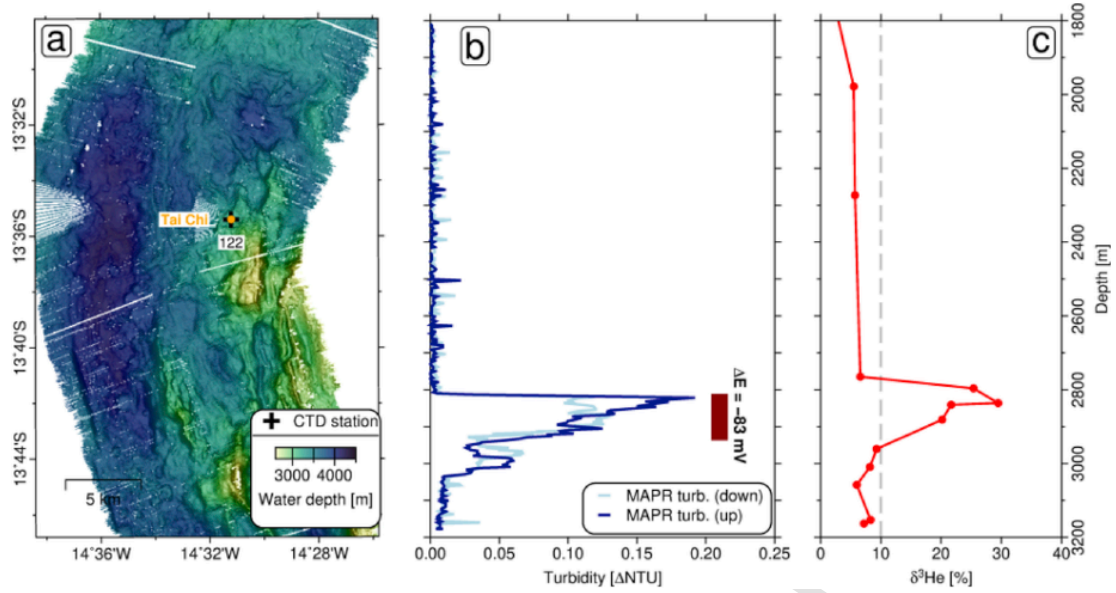 a
13°32'S
13°36'S
13°40'S
13°44'S
Tai Chi
122
5 km
CTD station
3000 4000
Water depth [m]
14°36'W 14°32'W 14°28'W
b
ΔE = −83 mV
MAPR turb. (down)
MAPR turb. (up)
0.00 0.05 0.10 0.15 0.20 0.25
Turbidity [ΔNTU]
c
1800
2000
2200
2400
2600
2800
3000
3200
Depth [m]
0 10 20 30 40
δ³He [%]